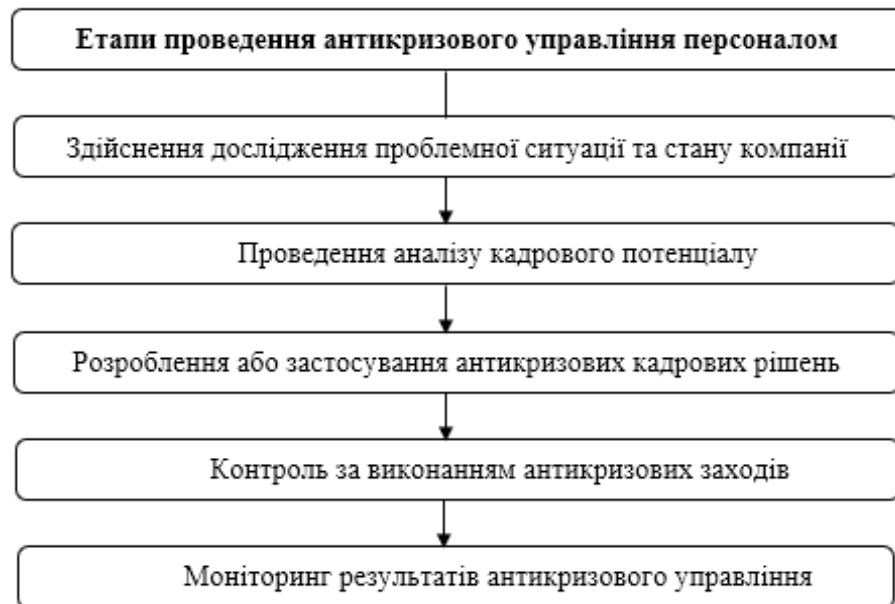 Етапи проведення антикризового управління персоналом
Здійснення дослідження проблемної ситуації та стану компанії
Проведення аналізу кадрового потенціалу
Розроблення або застосування антикризових кадрових рішень
Контроль за виконанням антикризових заходів
Моніторинг результатів антикризового управління